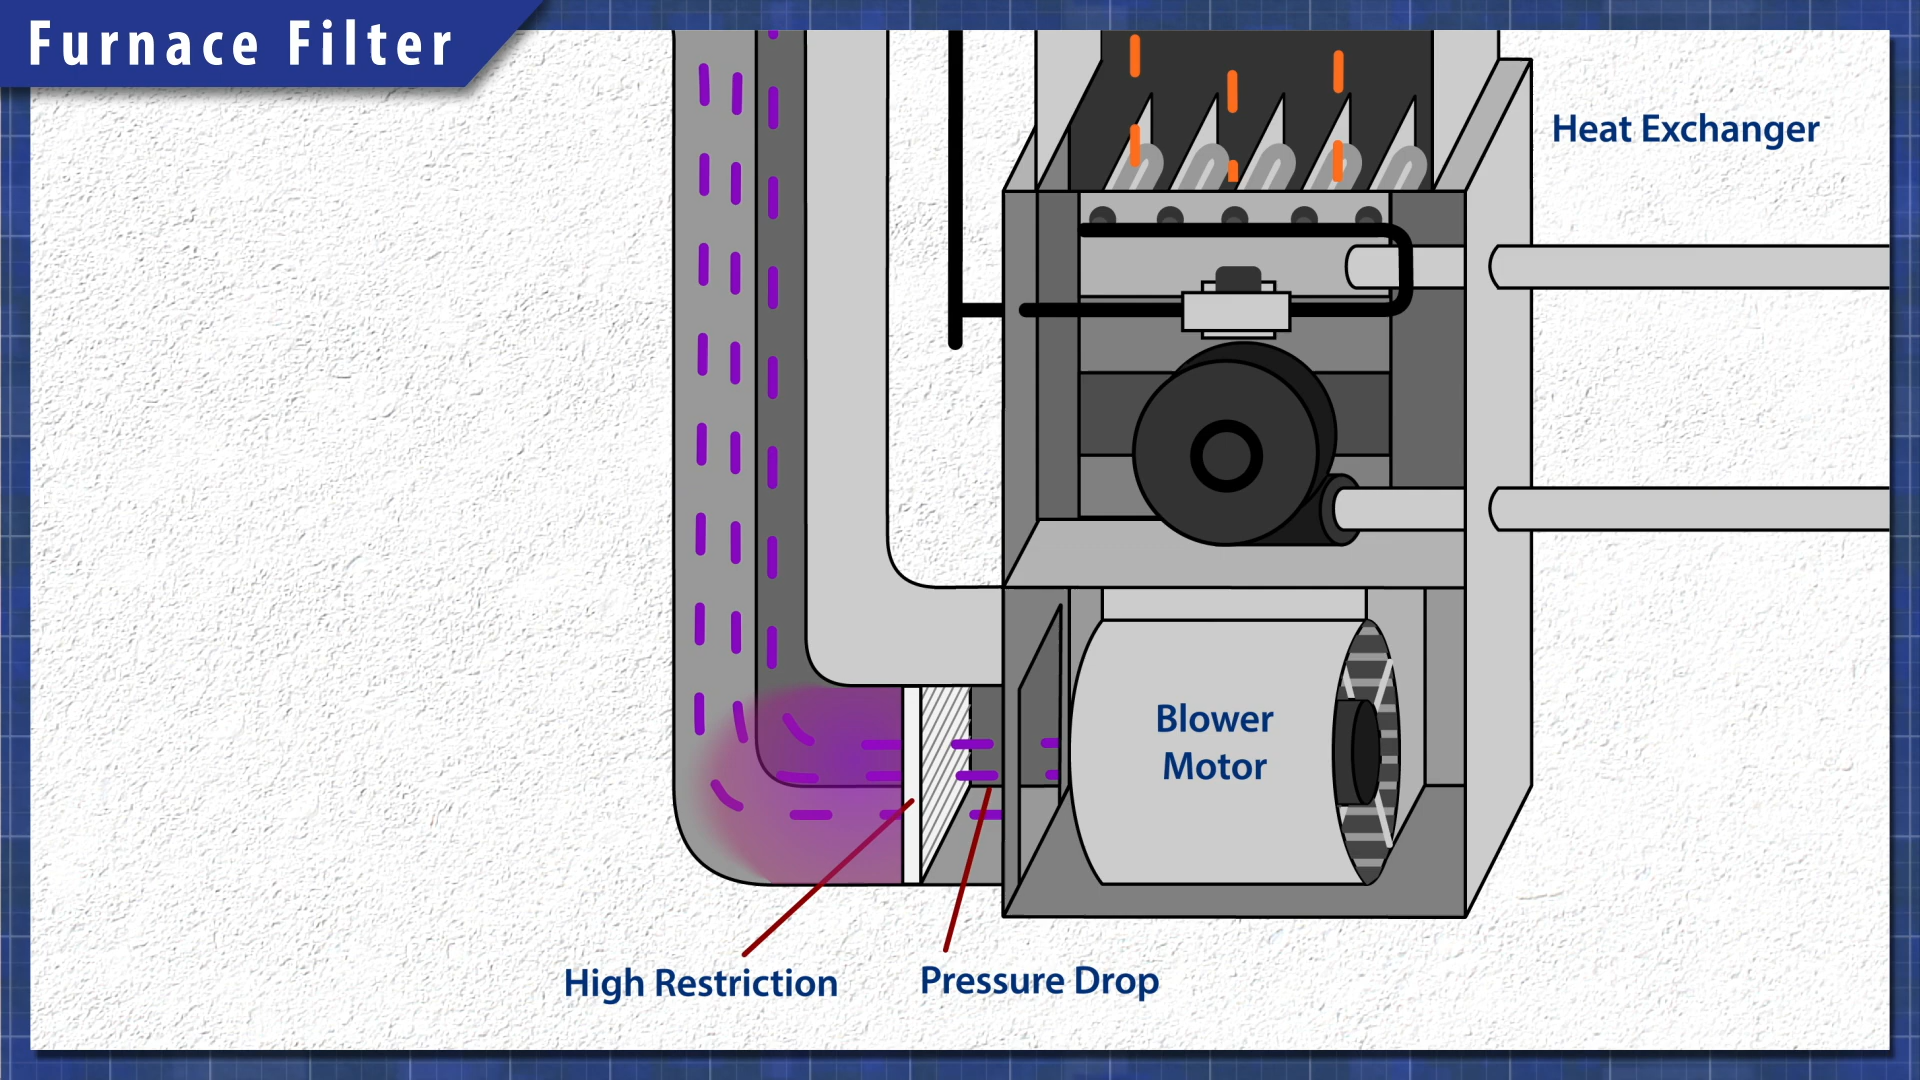 Furnace Filter
Heat Exchanger
Blower
Motor
High Restriction
Pressure Drop